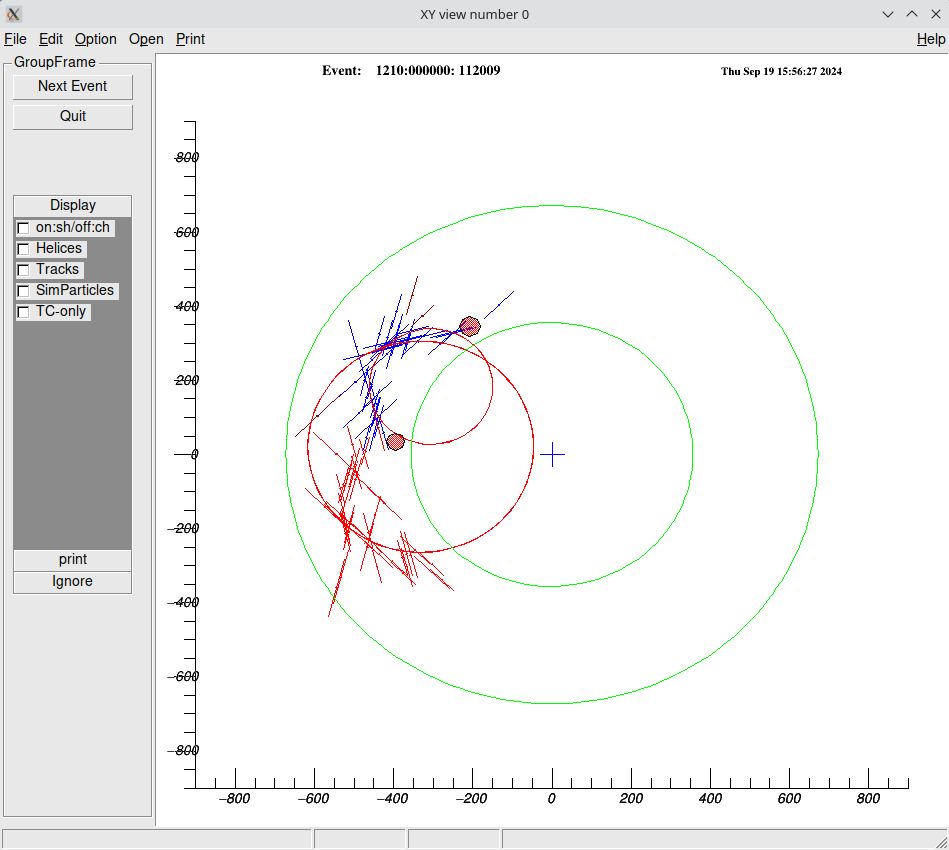 XY view number 0
File Edit Option Open Print Help
GroupFrame
Next Event
Quit
Display
on:sh/off:ch
Helices
Tracks
SimParticles
TC-only
print
Ignore
Event: 1210:000000: 112009
Thu Sep 19 15:56:27 2024
800
600
400
200
0
−200
−400
−600
−800
−800 −600 −400 −200 0 200 400 600 800